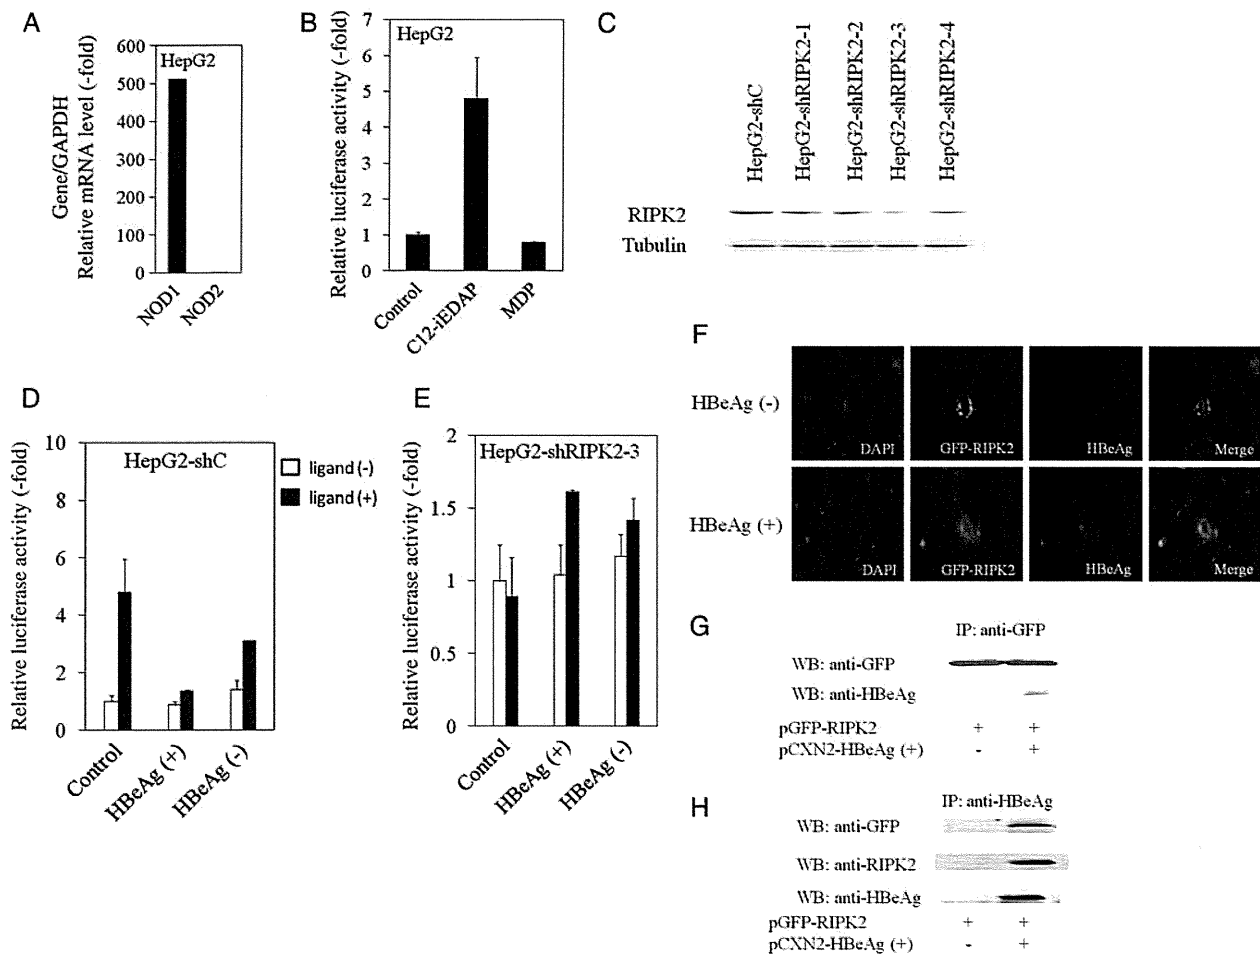 A
Gene/GAPDH
Relative mRNA level (-fold)
600
500
400
300
200
100
0
HepG2
NOD1
NOD2
B
Relative luciferase activity (-fold)
7
6
5
4
3
2
1
0
HepG2
Control
C12-iEDAP
MDP
C
HepG2-shC
HepG2-shRIPK2-1
HepG2-shRIPK2-2
HepG2-shRIPK2-3
HepG2-shRIPK2-4
RIPK2
Tubulin
D
Relative luciferase activity (-fold)
10
8
6
4
2
0
HepG2-shC
ligand (-)
ligand (+)
Control
HBeAg (+)
HBeAg (-)
E
Relative luciferase activity (-fold)
2
1.5
1
0.5
0
HepG2-shRIPK2-3
Control
HBeAg (+)
HBeAg (-)
F
HBeAg (-)
DAPI
GFP-RIPK2
HBeAg
Merge
HBeAg (+)
DAPI
GFP-RIPK2
HBeAg
Merge
G
IP: anti-GFP
WB: anti-GFP
WB: anti-HBeAg
pGFP-RIPK2 + +
pCXN2-HBeAg (+) - +
H
IP: anti-HBeAg
WB: anti-GFP
WB: anti-RIPK2
WB: anti-HBeAg
pGFP-RIPK2 + +
pCXN2-HBeAg (+) - +